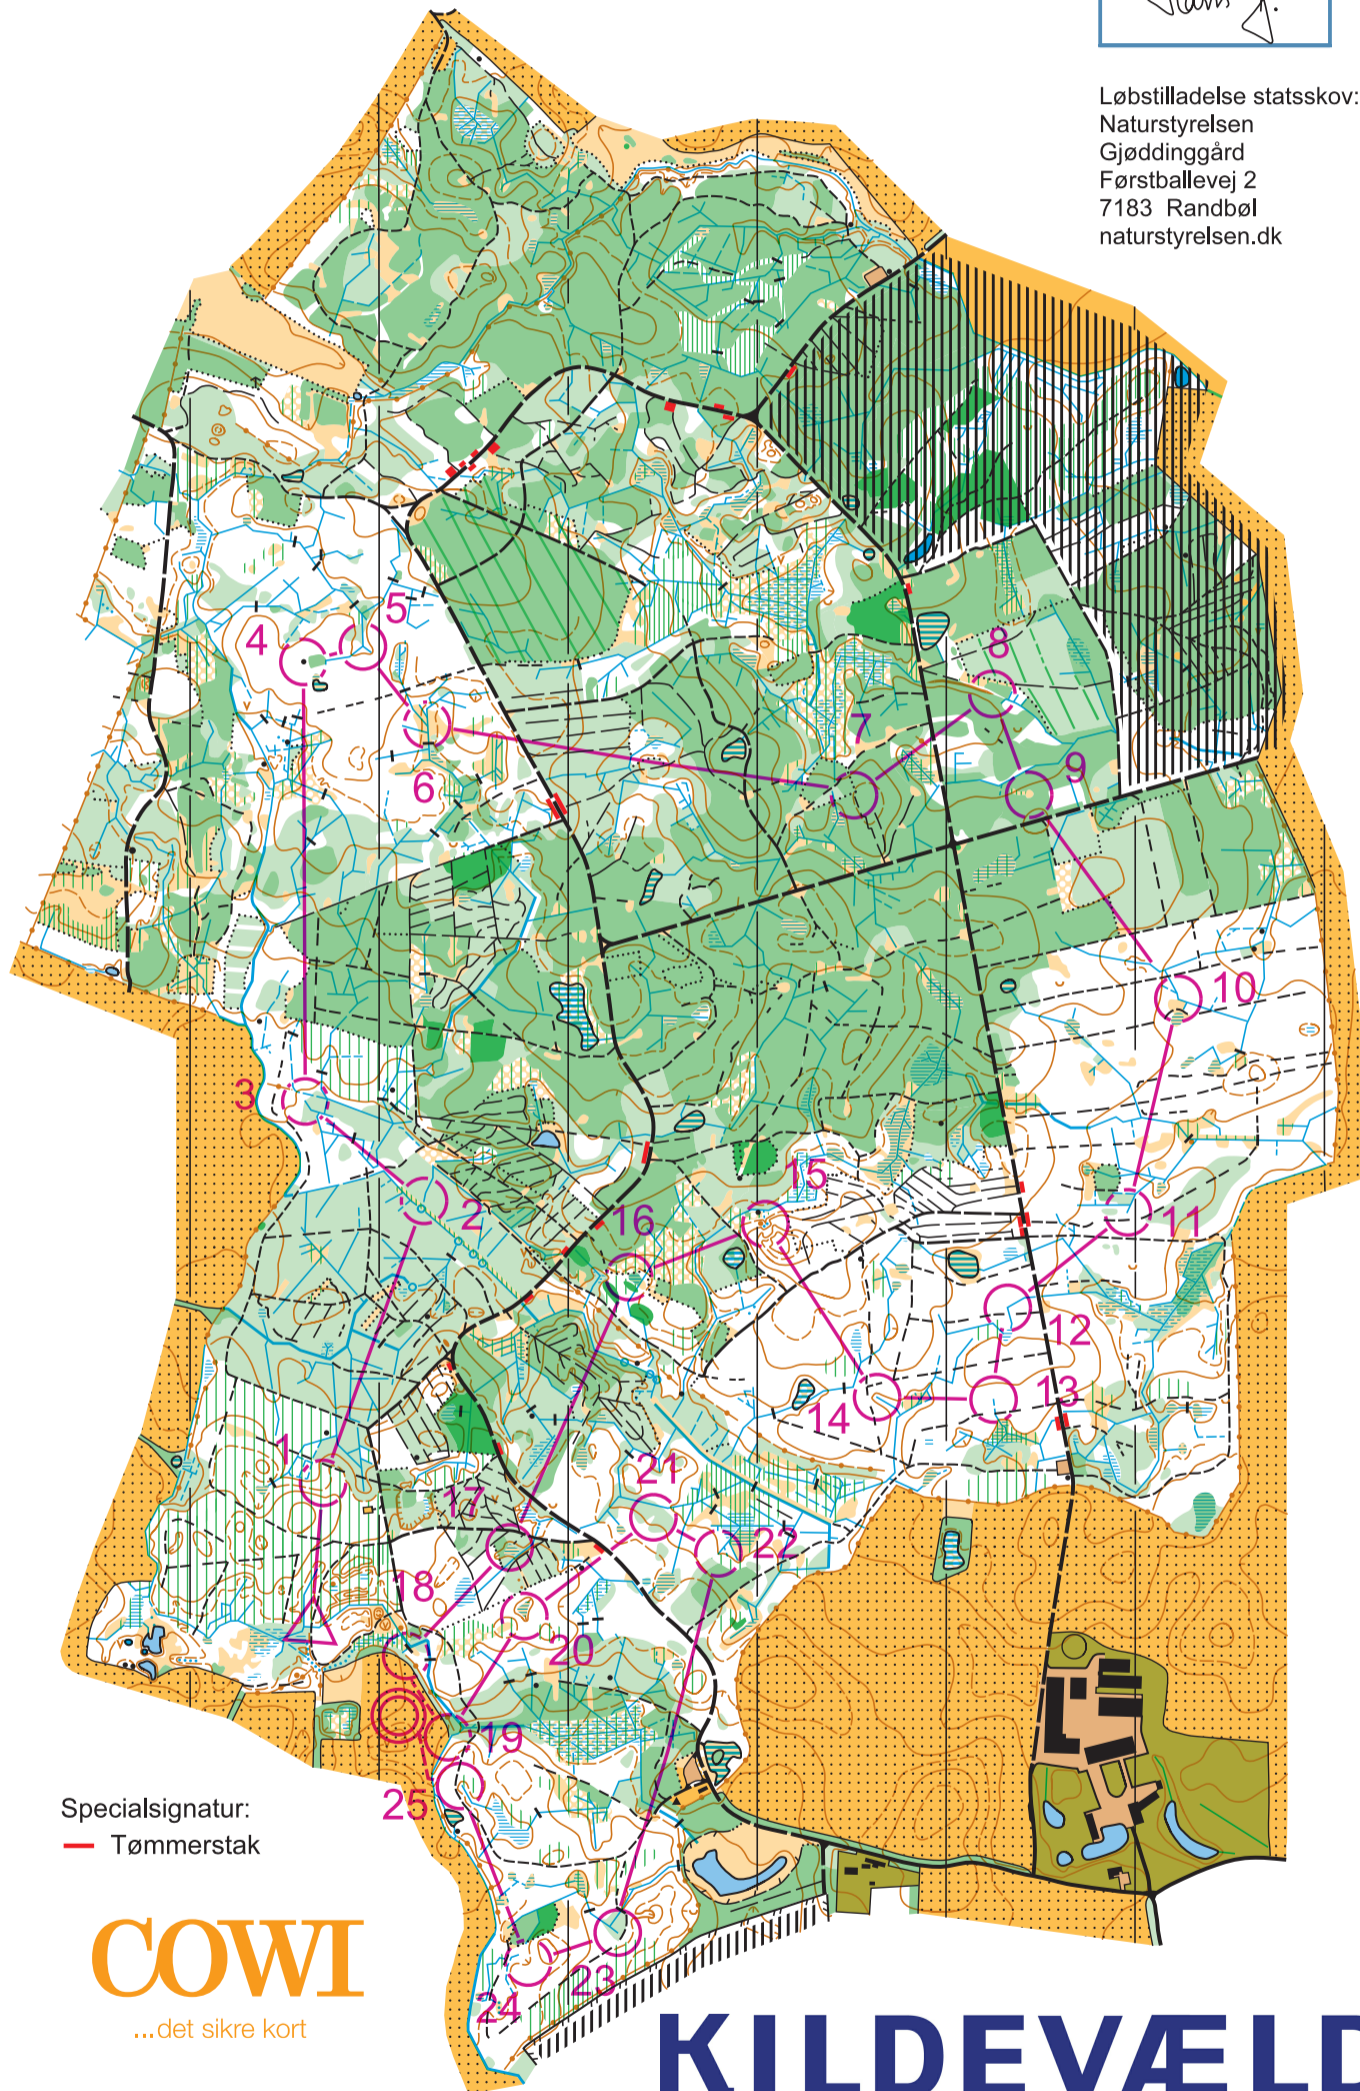 Løbstilladelse statsskov:
Naturstyrelsen
Gjøddinggård
Førstballevej 2
7183 Randbøl
naturstyrelsen.dk
5
4
8
7
6
9
10
3
15
2
16
11
12
14
13
1
21
17
22
18
20
19
25
Specialsignatur:
Tømmerstak
COWI
...det sikre kort
23
24
KILDEVÆLD